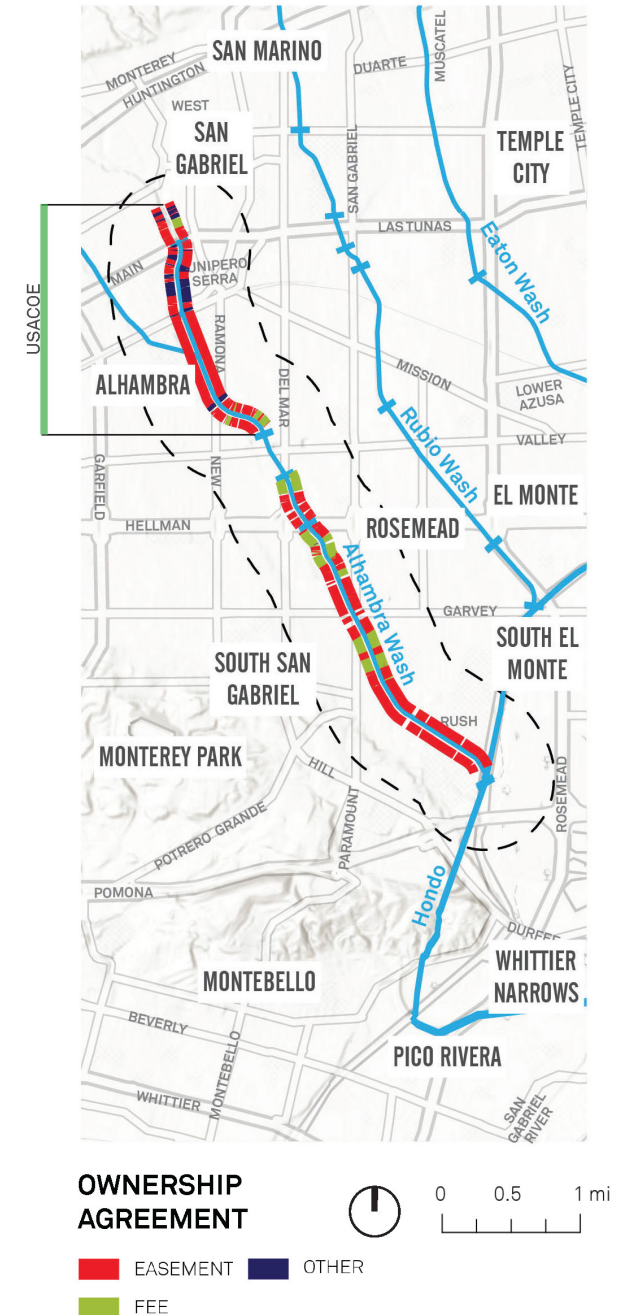 SAN MARINO
MUSCATEL
MONTEREY
HUNTINGTON
DUARTE
TEMPLE CITY
WEST
SAN
GABRIEL
SAN GABRIEL
TEMPLE
CITY
LAS TUNAS
Eaton Wash
USACOE
MAIN
UNIPERO
SERRA
RAMONA
ALHAMBRA
DEL MAR
MISSION
LOWER
AZUSA
VALLEY
Rubio Wash
GARFIELD
NEW
EL MONTE
HELLMAN
ROSEMEAD
Alhambra Wash
GARVEY
SOUTH EL
MONTE
SOUTH SAN
GABRIEL
RUSH
MONTEREY PARK
HILL
ROSEMEAD
PARAMOUNT
POTRERO GRANDE
POMONA
Hondo
DURFEE
WHITTIER
NARROWS
MONTEBELLO
BEVERLY
PICO RIVERA
MONTEBELLO
WHITTIER
SAN
GABRIEL
RIVER
OWNERSHIP
AGREEMENT
0 0.5 1 mi
EASEMENT OTHER
FEE